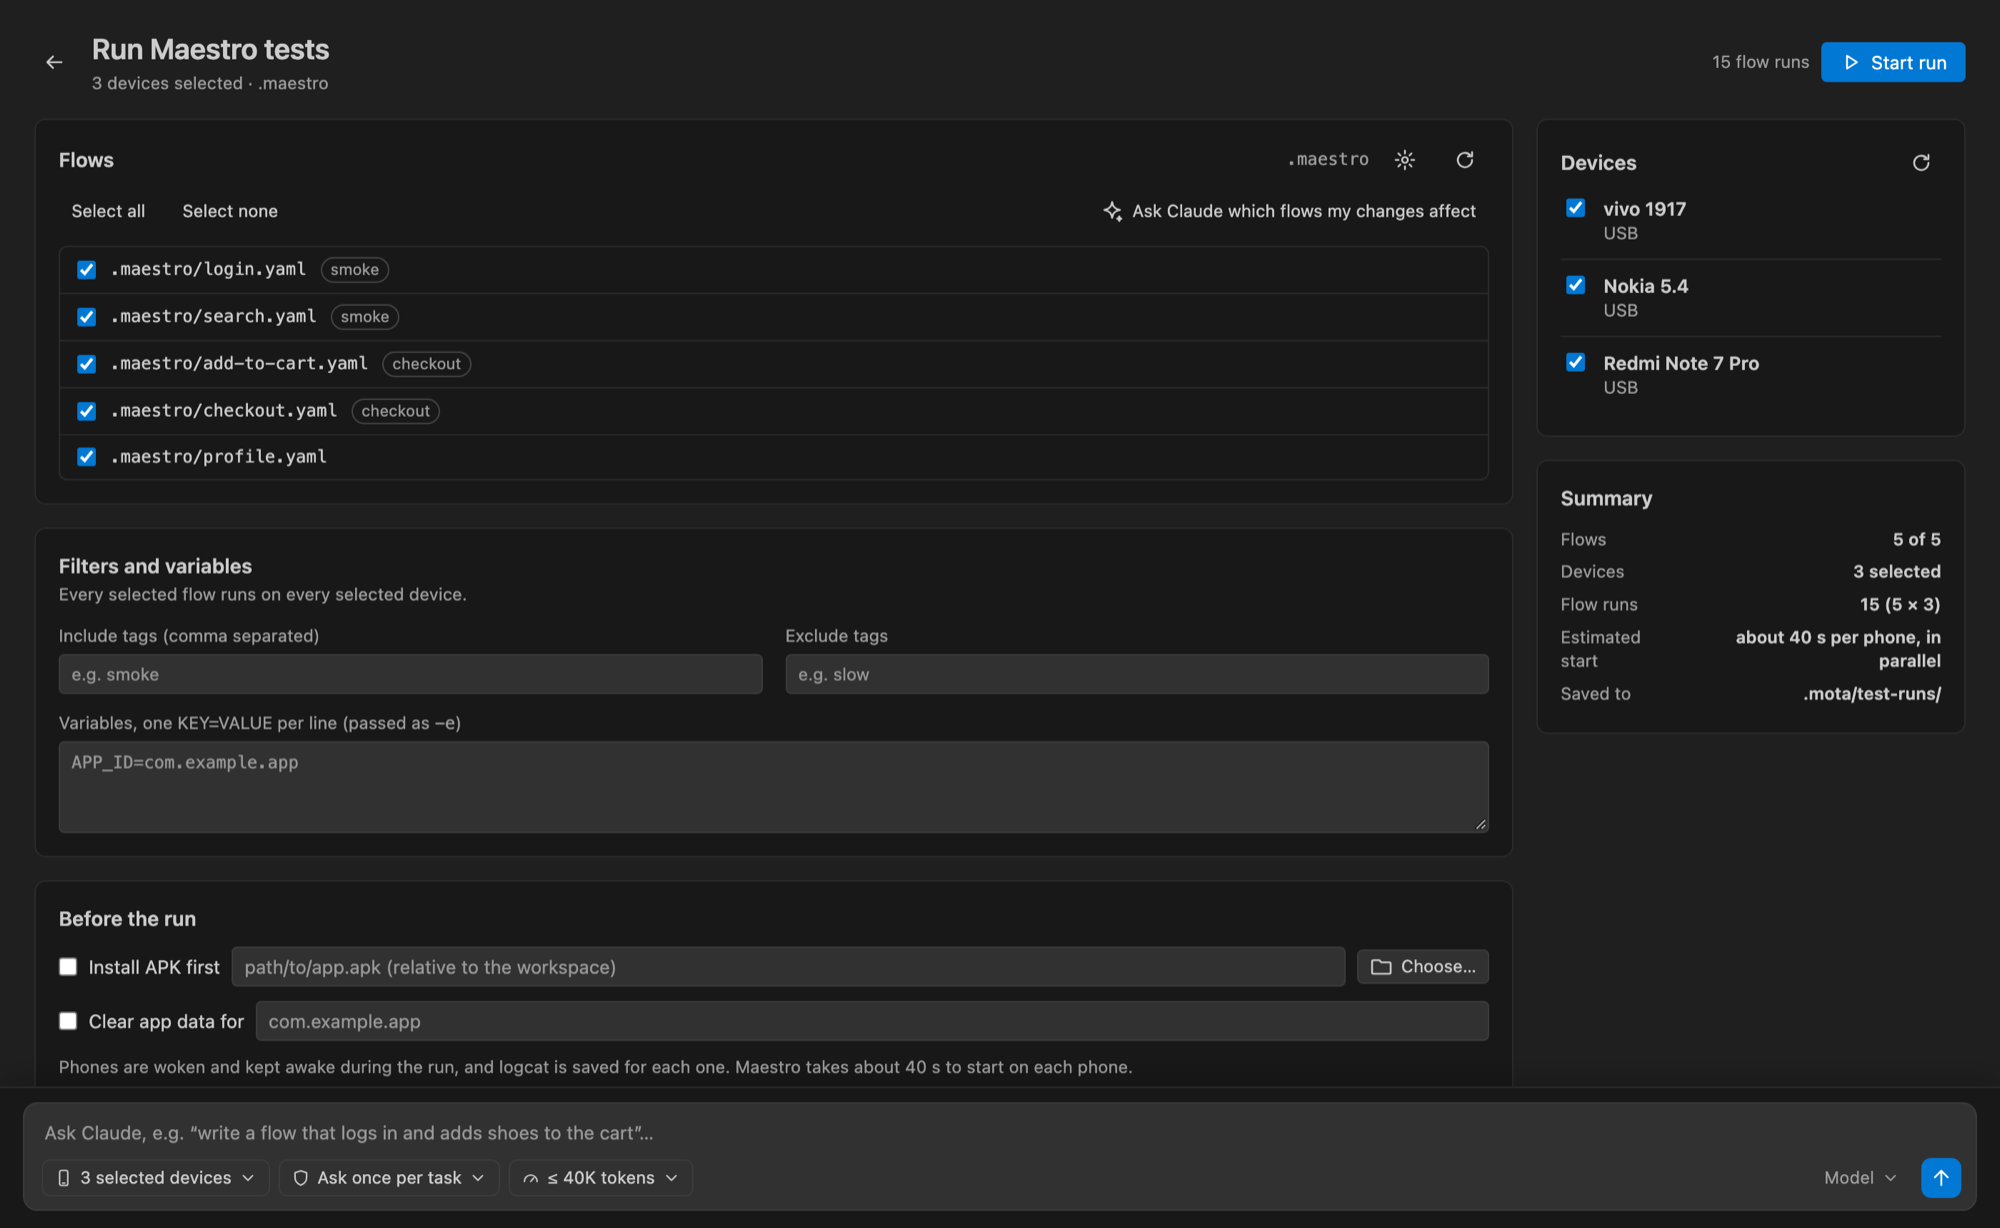 Run Maestro tests
3 devices selected · .maestro
15 flow runs
Start run
Flows
.maestro
Select all
Select none
Ask Claude which flows my changes affect
.maestro/login.yaml smoke
.maestro/search.yaml smoke
.maestro/add-to-cart.yaml checkout
.maestro/checkout.yaml checkout
.maestro/profile.yaml
Filters and variables
Every selected flow runs on every selected device.
Include tags (comma separated)
e.g. smoke
Exclude tags
e.g. slow
Variables, one KEY=VALUE per line (passed as –e)
APP_ID=com.example.app
Before the run
Install APK first
path/to/app.apk (relative to the workspace)
Choose...
Clear app data for
com.example.app
Phones are woken and kept awake during the run, and logcat is saved for each one. Maestro takes about 40 s to start on each phone.
Devices
vivo 1917
USB
Nokia 5.4
USB
Redmi Note 7 Pro
USB
Summary
Flows 5 of 5
Devices 3 selected
Flow runs 15 (5 × 3)
Estimated start about 40 s per phone, in parallel
Saved to .mota/test-runs/
Ask Claude, e.g. “write a flow that logs in and adds shoes to the cart”...
3 selected devices
Ask once per task
≤ 40K tokens
Model